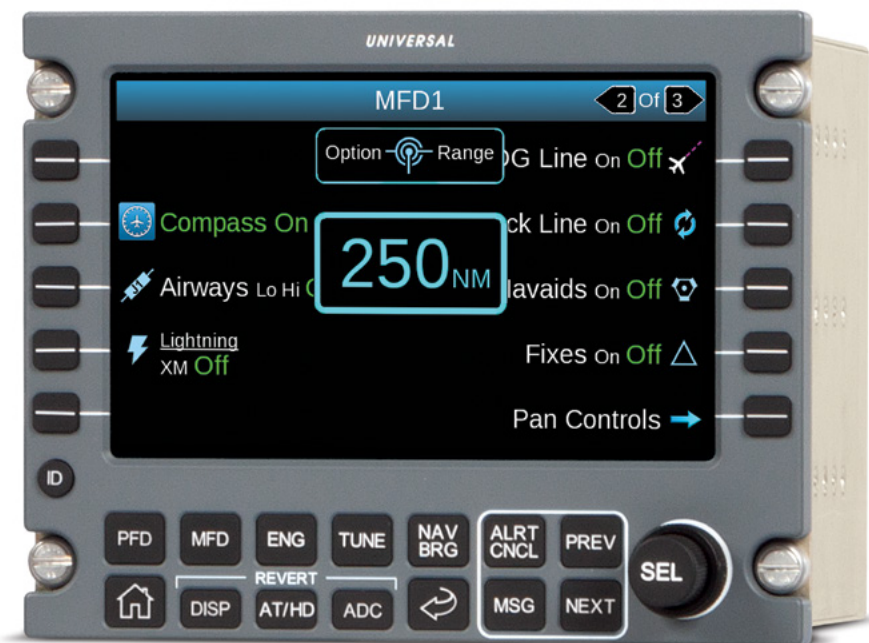 UNIVERSAL
MFD1 2 Of 3
Option Range
G Line On Off
Compass On
ck Line On Off
250NM
Airways Lo Hi
avaids On Off
Lightning
XM Off
Fixes On Off
Pan Controls
ID
PFD MFD ENG TUNE NAV BRG ALRT CNCL PREV
SEL
REVERT
DISP AT/HD ADC MSG NEXT